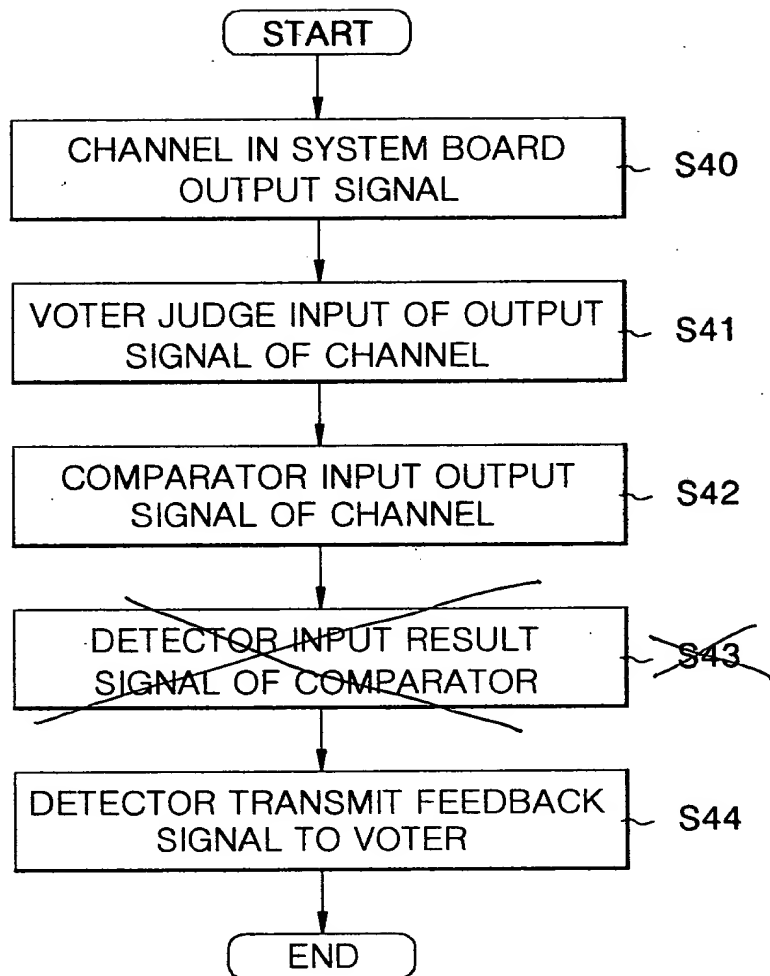 START
CHANNEL IN SYSTEM BOARD
OUTPUT SIGNAL
S40
VOTER JUDGE INPUT OF OUTPUT
SIGNAL OF CHANNEL
S41
COMPARATOR INPUT OUTPUT
SIGNAL OF CHANNEL
S42
DETECTOR INPUT RESULT
SIGNAL OF COMPARATOR
S43
DETECTOR TRANSMIT FEEDBACK
SIGNAL TO VOTER
S44
END